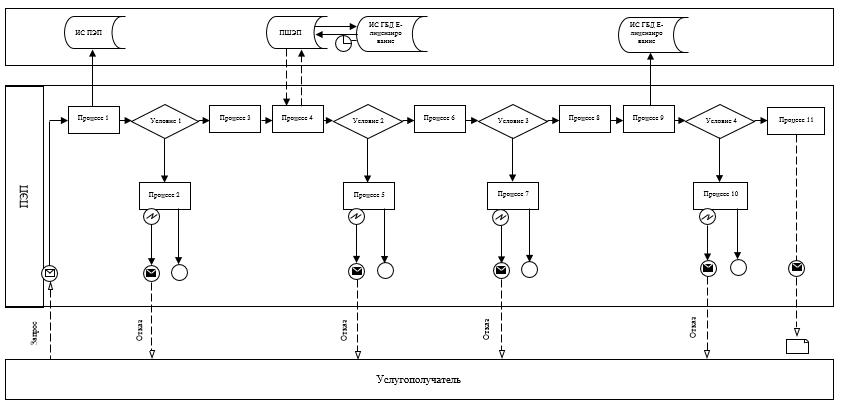 ИС ПЭП
ПШЭП
ИС ГБД Е-
лицензиро
вание
ИС ГБД Е-
лицензиро
вание
ПЭП
Процесс 1
Условие 1
Процесс 3
Процесс 4
Условие 2
Процесс 6
Условие 3
Процесс 8
Процесс 9
Условие 4
Процесс 11
Процесс 2
Процесс 5
Процесс 7
Процесс 10
Запрос
Отказ
Отказ
Отказ
Отказ
Услугополучатель